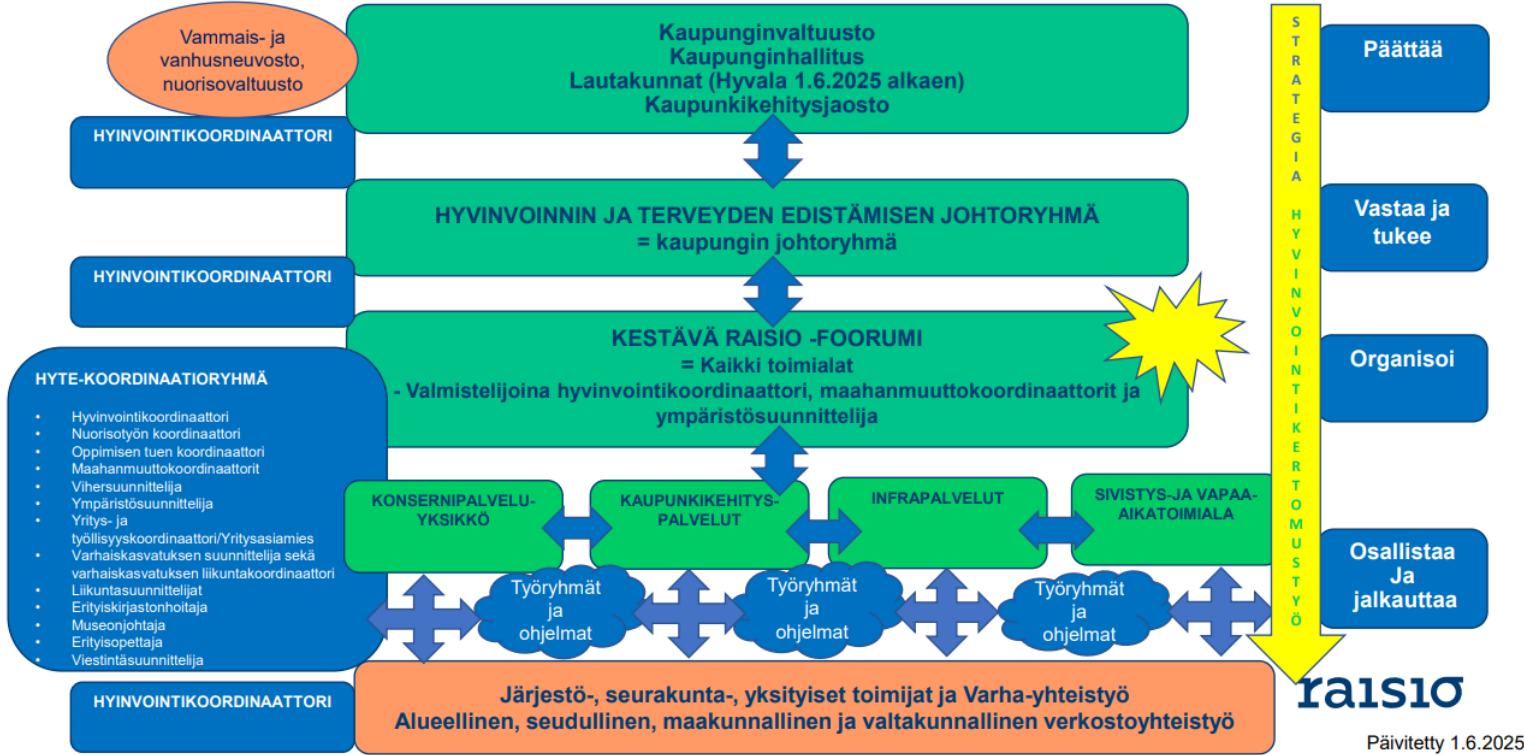 Vammais- ja
vanhusneuvosto,
nuorisovaltuusto
Kaupunginvaltuusto
Kaupunginhallitus
Lautakunnat (Hyvala 1.6.2025 alkaen)
Kaupunkikehitysjaosto
HYINVOINTIKOORDINAATTORI
HYVINVOINNIN JA TERVEYDEN EDISTÄMISEN JOHTORYHMÄ
= kaupungin johtoryhmä
HYINVOINTIKOORDINAATTORI
KESTÄVÄ RAISIO -FOORUMI
= Kaikki toimialat
- Valmistelijoina hyvinvointikoordinaattori, maahanmuuttokoordinaattorit ja
ympäristösuunnittelija
HYTE-KOORDINAATIORYHMÄ
• Hyvinvointikoordinaattori
• Nuorisotyön koordinaattori
• Oppimisen tuen koordinaattori
• Maahanmuuttokoordinaattorit
• Vihersuunnittelija
• Ympäristösuunnittelija
• Yritys- ja
työllisyyskoordinaattori/Yritysasiamies
• Varhaiskasvatuksen suunnittelija sekä
varhaiskasvatuksen liikuntakoordinaattori
• Liikuntasuunnittelijat
• Erityiskirjastonhoitaja
• Museonjohtaja
• Erityisopettaja
• Viestintäsuunnittelija
KONSERNIPALVELU-
YKSIKKÖ
KAUPUNKIKEHITYS-
PALVELUT
INFRAPALVELUT
SIVISTYS-JA VAPAA-
AIKATOIMIALA
Työryhmät
ja
ohjelmat
Työryhmät
ja
ohjelmat
Työryhmät
ja
ohjelmat
HYINVOINTIKOORDINAATTORI
Järjestö-, seurakunta-, yksityiset toimijat ja Varha-yhteistyö
Alueellinen, seudullinen, maakunnallinen ja valtakunnallinen verkostoyhteistyö
STRATEGIA HYVINVOINTIKERTOMUSTYÖ
Päättää
Vastaa ja
tukee
Organisoi
Osallistaa
Ja
jalkauttaa
raisio
Päivitetty 1.6.2025